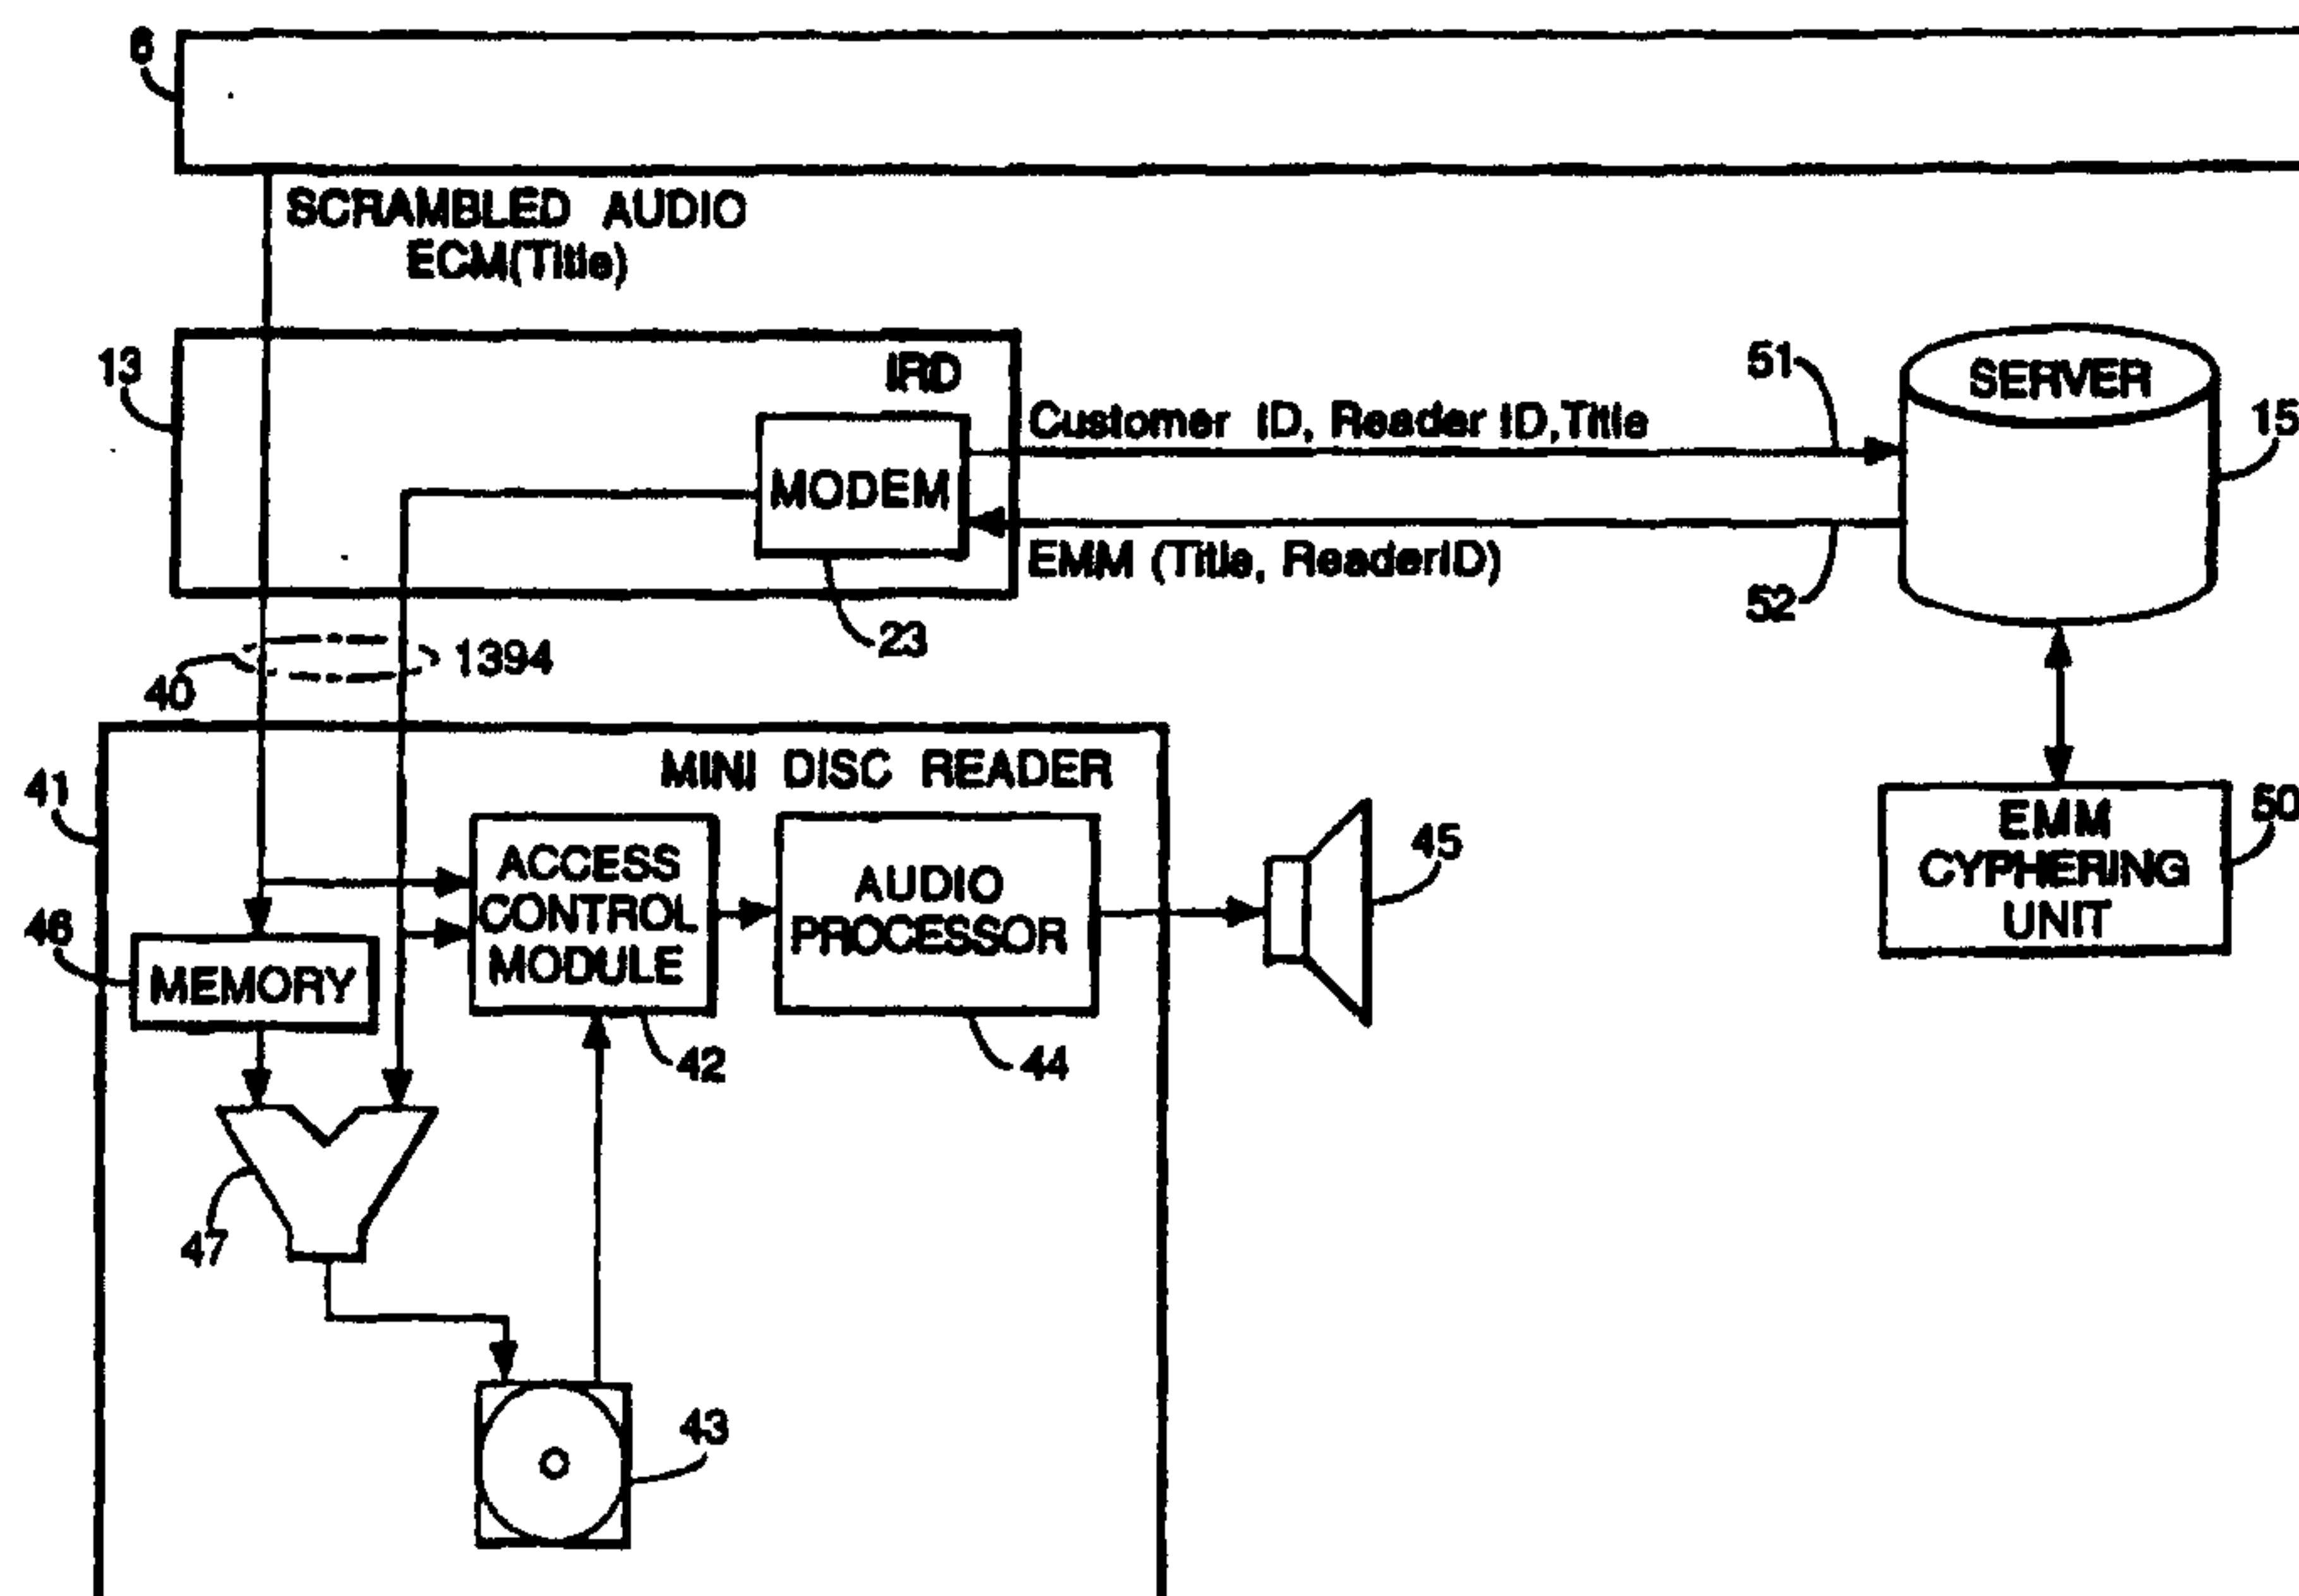 6
SCRAMBLED AUDIO
ECM(Title)
13
IRD
MODEM
23
Customer ID, Reader ID,Title
51
EMM (Title, ReaderID)
52
SERVER
15
40
1394
MINI DISC READER
41
ACCESS
CONTROL
MODULE
42
AUDIO
PROCESSOR
44
45
EMM
CYPHERING
UNIT
50
46
MEMORY
47
43